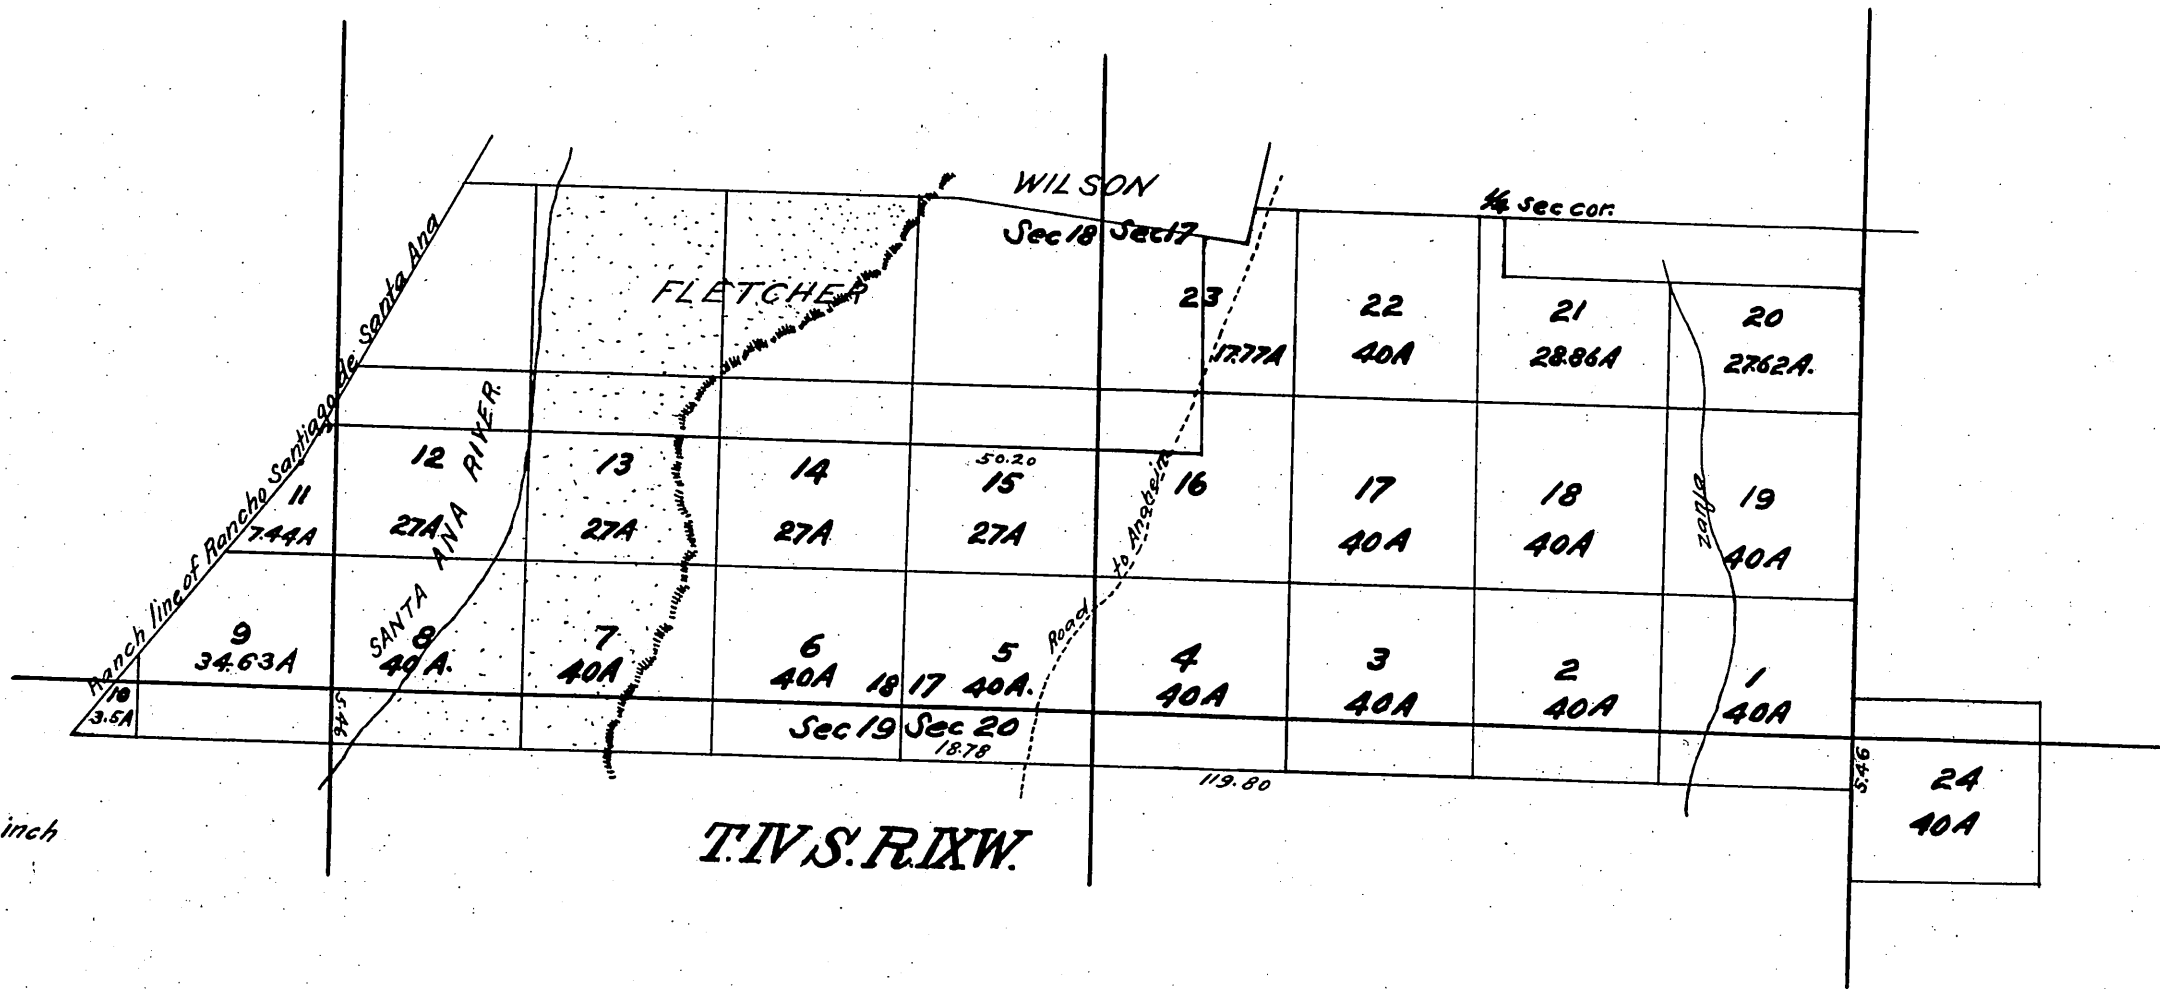 WILSON
¼ sec cor.
Sec 18 Sec 17
FLETCHER
23
17.77A
22
40A
21
28.86A
20
27.62A.
Ranch line of Rancho Santiago de Santa Ana
SANTA ANA RIVER.
11
7.44A
12
27A
13
27A
14
27A
50.20
15
27A
16
17
40A
18
40A
zanja
19
40A
Road to Anaheim
9
34.63A
8
40A.
7
40A
6
40A
5
40A.
4
40A
3
40A
2
40A
1
40A
10
3.5A
18 17
Sec 19 Sec 20
5.46
18.78
119.80
5.46
24
40A
inch
T.IV.S.R.IX.W.